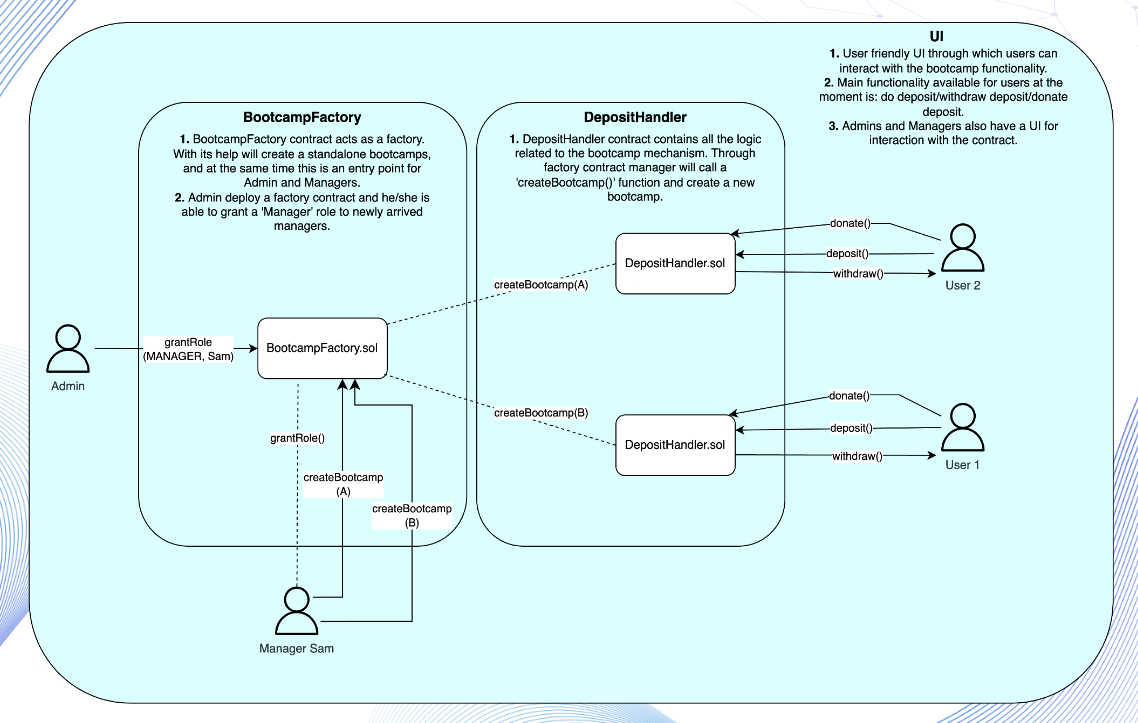 UI
1. User friendly UI through which users can
interact with the bootcamp functionality.
2. Main functionality available for users at the
moment is: do deposit/withdraw deposit/donate
deposit.
3. Admins and Managers also have a UI for
interaction with the contract.
BootcampFactory
1. BootcampFactory contract acts as a factory.
With its help will create a standalone bootcamps,
and at the same time this is an entry point for
Admin and Managers.
2. Admin deploy a factory contract and he/she is
able to grant a 'Manager' role to newly arrived
managers.
DepositHandler
1. DepositHandler contract contains all the logic
related to the bootcamp mechanism. Through
factory contract manager will call a
'createBootcamp()' function and create a new
bootcamp.
donate()
deposit()
withdraw()
User 2
DepositHandler.sol
createBootcamp(A)
grantRole
(MANAGER, Sam)
Admin
BootcampFactory.sol
createBootcamp(B)
donate()
deposit()
withdraw()
User 1
DepositHandler.sol
grantRole()
createBootcamp
(A)
createBootcamp
(B)
Manager Sam